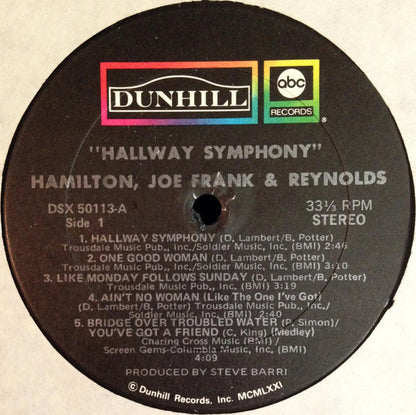 DUNHILL
abc
RECORDS ®
"HALLWAY SYMPHONY"
HAMILTON, JOE FRANK & REYNOLDS
DSX 50113-A
Side 1
33⅓ RPM
STEREO
1. HALLWAY SYMPHONY (D. Lambert/B. Potter)
Trousdale Music Pub., Inc./Soldier Music, Inc. (BMI) 2:46
2. ONE GOOD WOMAN (D. Lambert/B. Potter)
Trousdale Music Pub., Inc/Soldier Music, Inc. (BMI) 3:10
3. LIKE MONDAY FOLLOWS SUNDAY (D. Lambert/B. Potter)
(BMI) 3:19
4. AIN'T NO WOMAN (Like The One I've Got)
(D. Lambert/B. Potter) Trousdale Music Pub., Inc./
Soldier Music, Inc. (BMI) 2:40
5. BRIDGE OVER TROUBLED WATER (P. Simon)/
YOU'VE GOT A FRIEND (C. King) (Medley)
Charing Cross Music (BMI)/
Screen Gems-Columbia Music, Inc. (BMI)
4:09
PRODUCED BY STEVE BARRI
© Dunhill Records, Inc. MCMLXXI